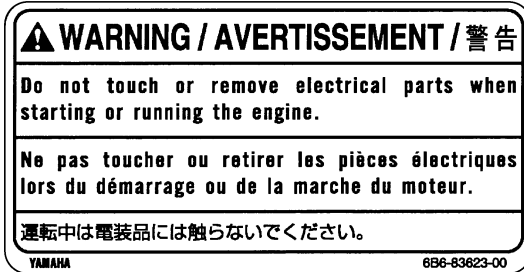 WARNING / AVERTISSEMENT / 警告
Do not touch or remove electrical parts when
starting or running the engine.
Ne pas toucher ou retirer les pièces électriques
lors du démarrage ou de la marche du moteur.
運転中は電装品には触らないでください。
YAMAHA 6B6-83623-00